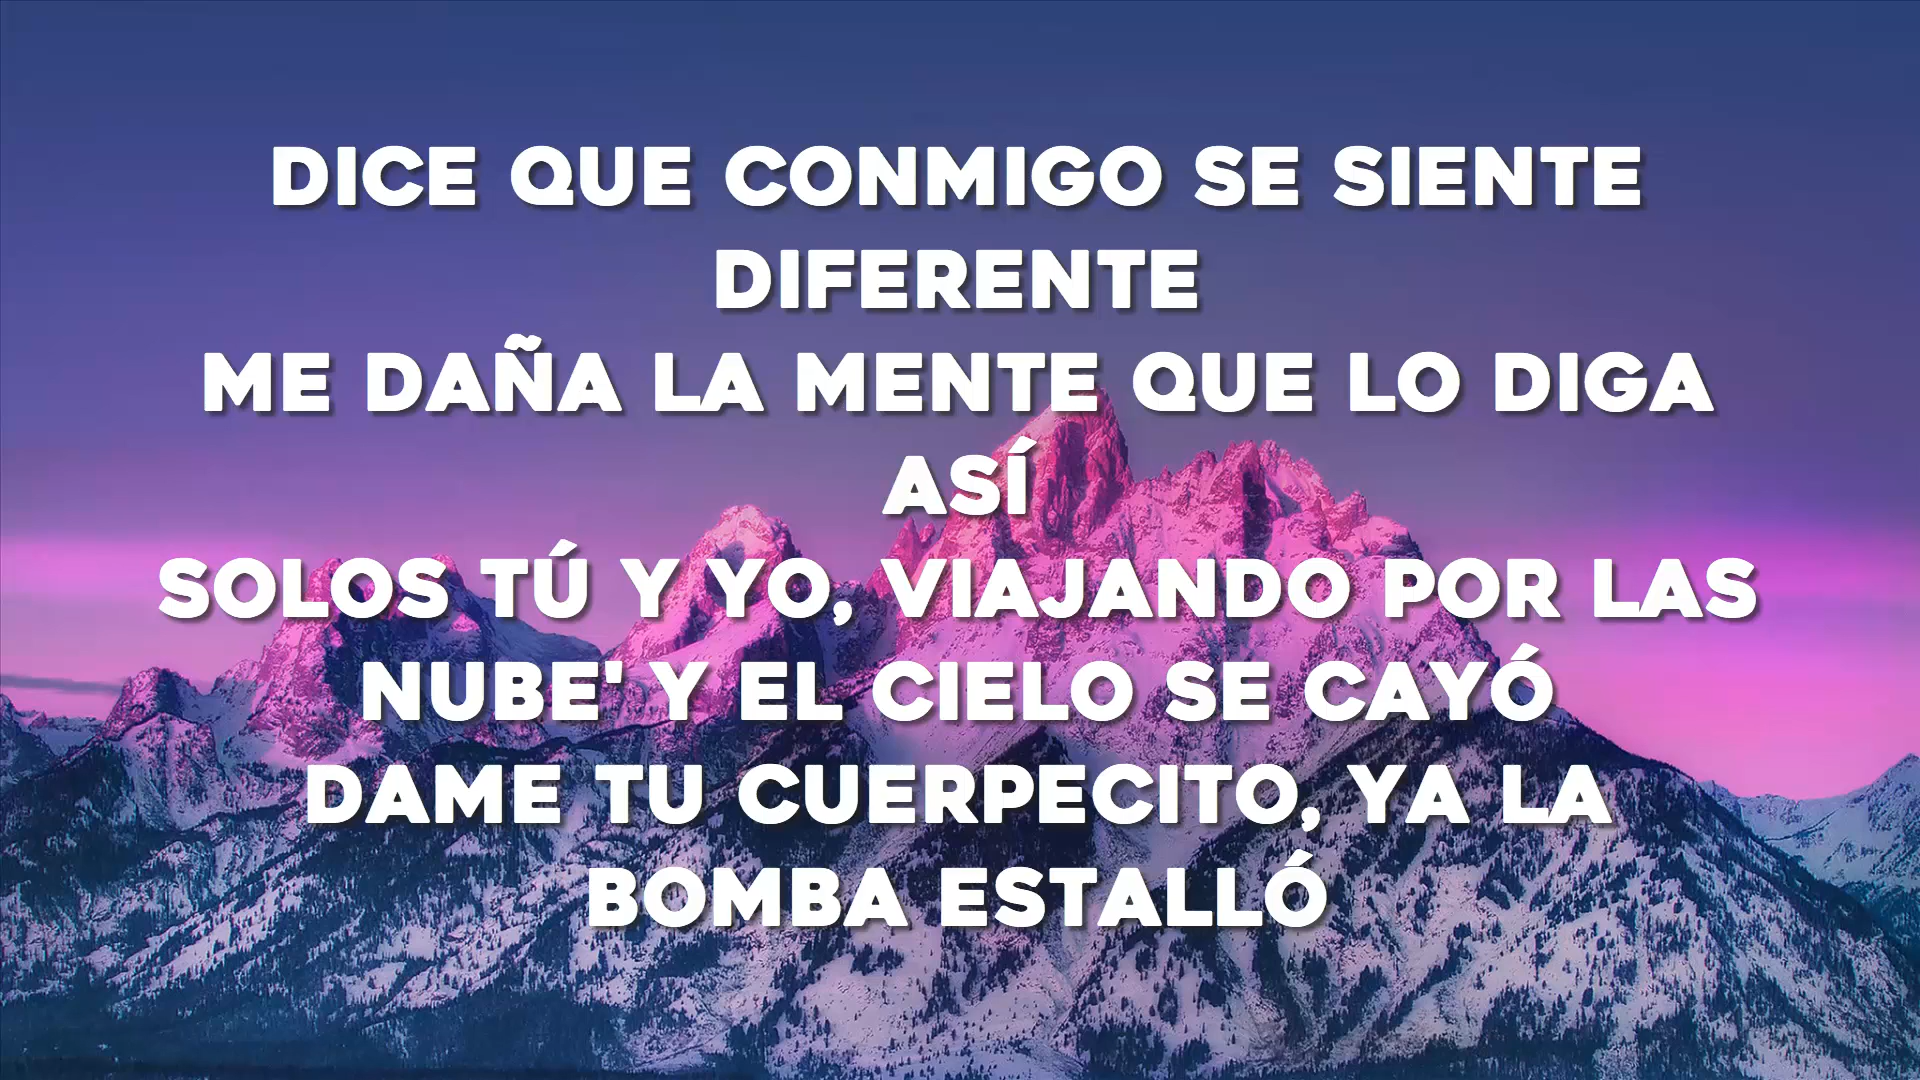 DICE QUE CONMIGO SE SIENTE
DIFERENTE
ME DAÑA LA MENTE QUE LO DIGA
ASÍ
SOLOS TÚ Y YO, VIAJANDO POR LAS
NUBE' Y EL CIELO SE CAYÓ
DAME TU CUERPECITO, YA LA
BOMBA ESTALLÓ